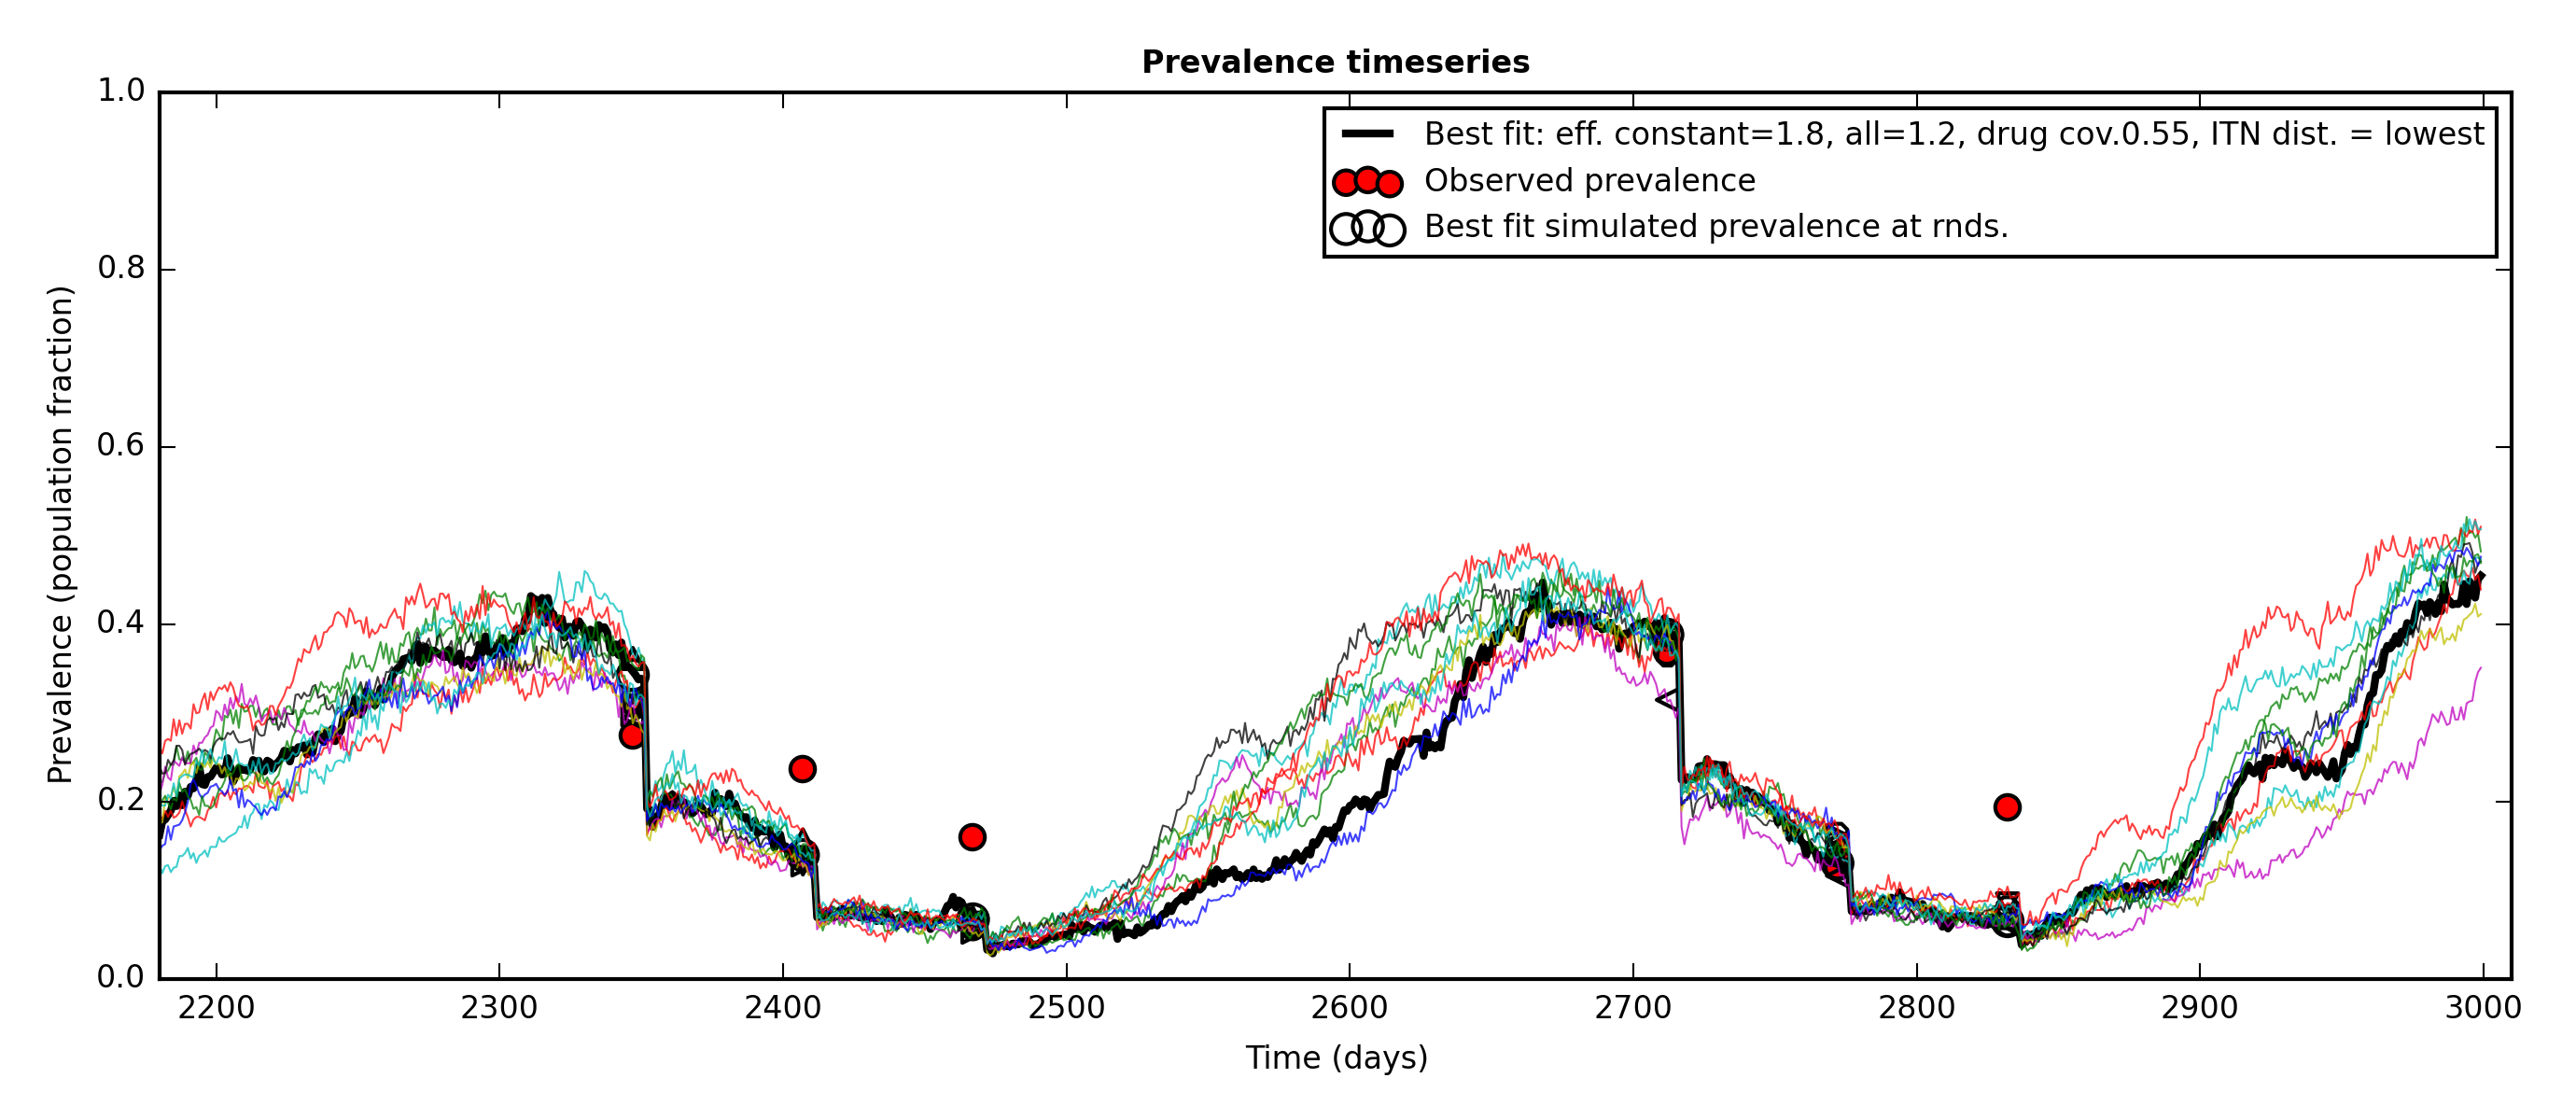 Prevalence timeseries
1.0
0.8
0.6
0.4
0.2
0.0
Prevalence (population fraction)
Best fit: eff. constant=1.8, all=1.2, drug cov.0.55, ITN dist. = lowest
Observed prevalence
Best fit simulated prevalence at rnds.
2200 2300 2400 2500 2600 2700 2800 2900 3000
Time (days)